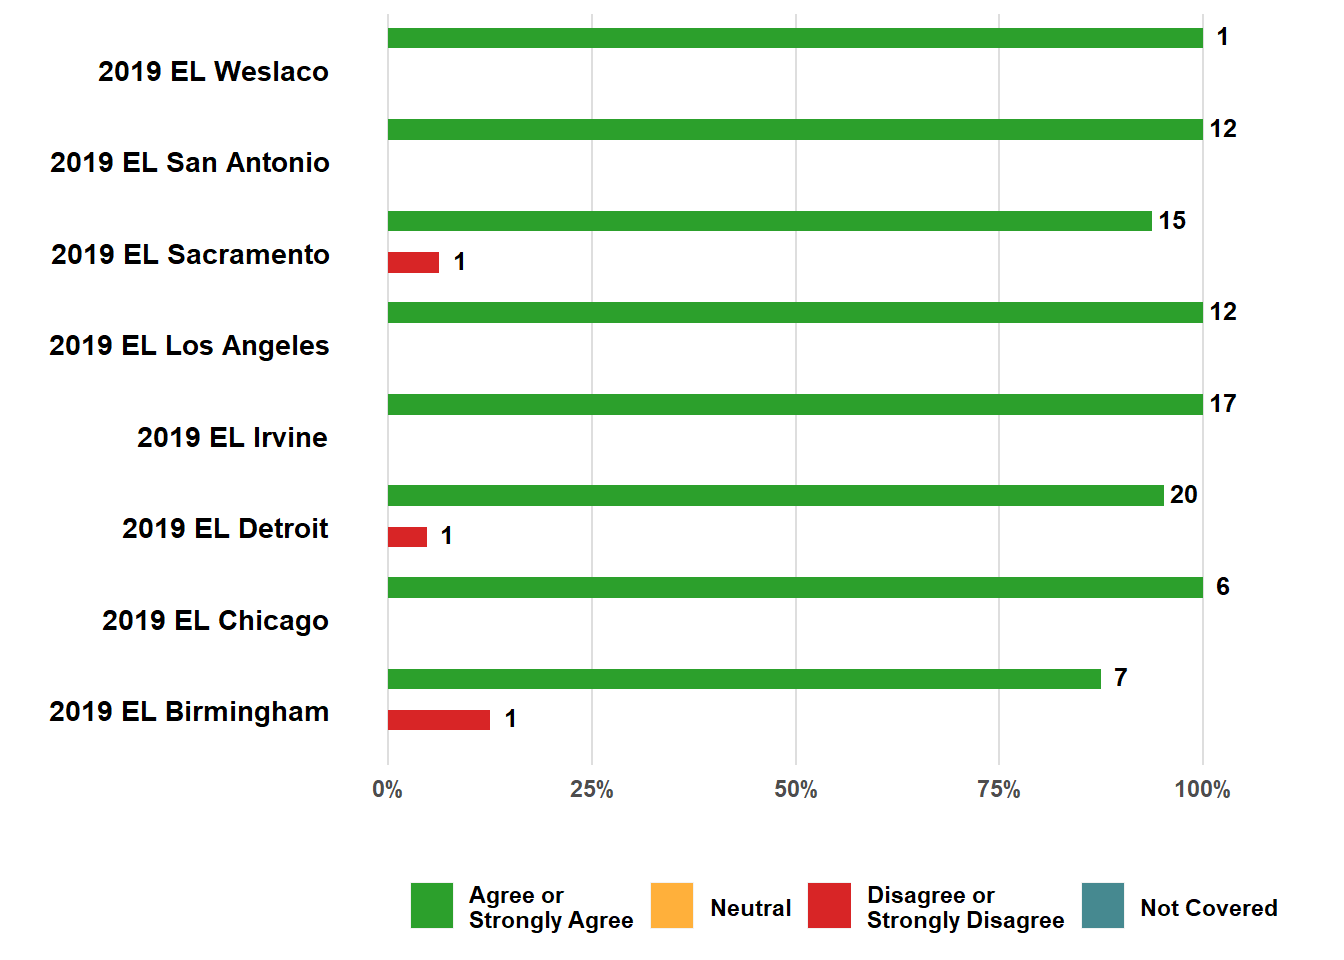 1
2019 EL Weslaco
12
2019 EL San Antonio
15
2019 EL Sacramento
1
12
2019 EL Los Angeles
17
2019 EL Irvine
20
2019 EL Detroit
1
6
2019 EL Chicago
7
2019 EL Birmingham
1
0% 25% 50% 75% 100%
Agree or
Strongly Agree
Neutral
Disagree or
Strongly Disagree
Not Covered